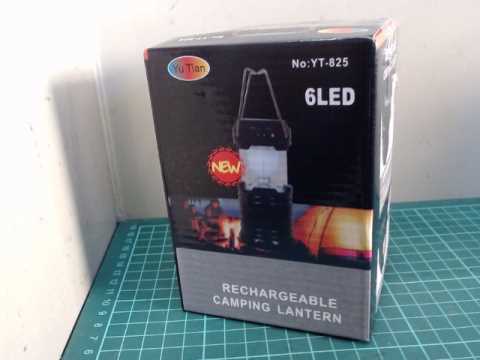 Yu Tian
No:YT-825
6LED
NEW
RECHARGEABLE
CAMPING LANTERN